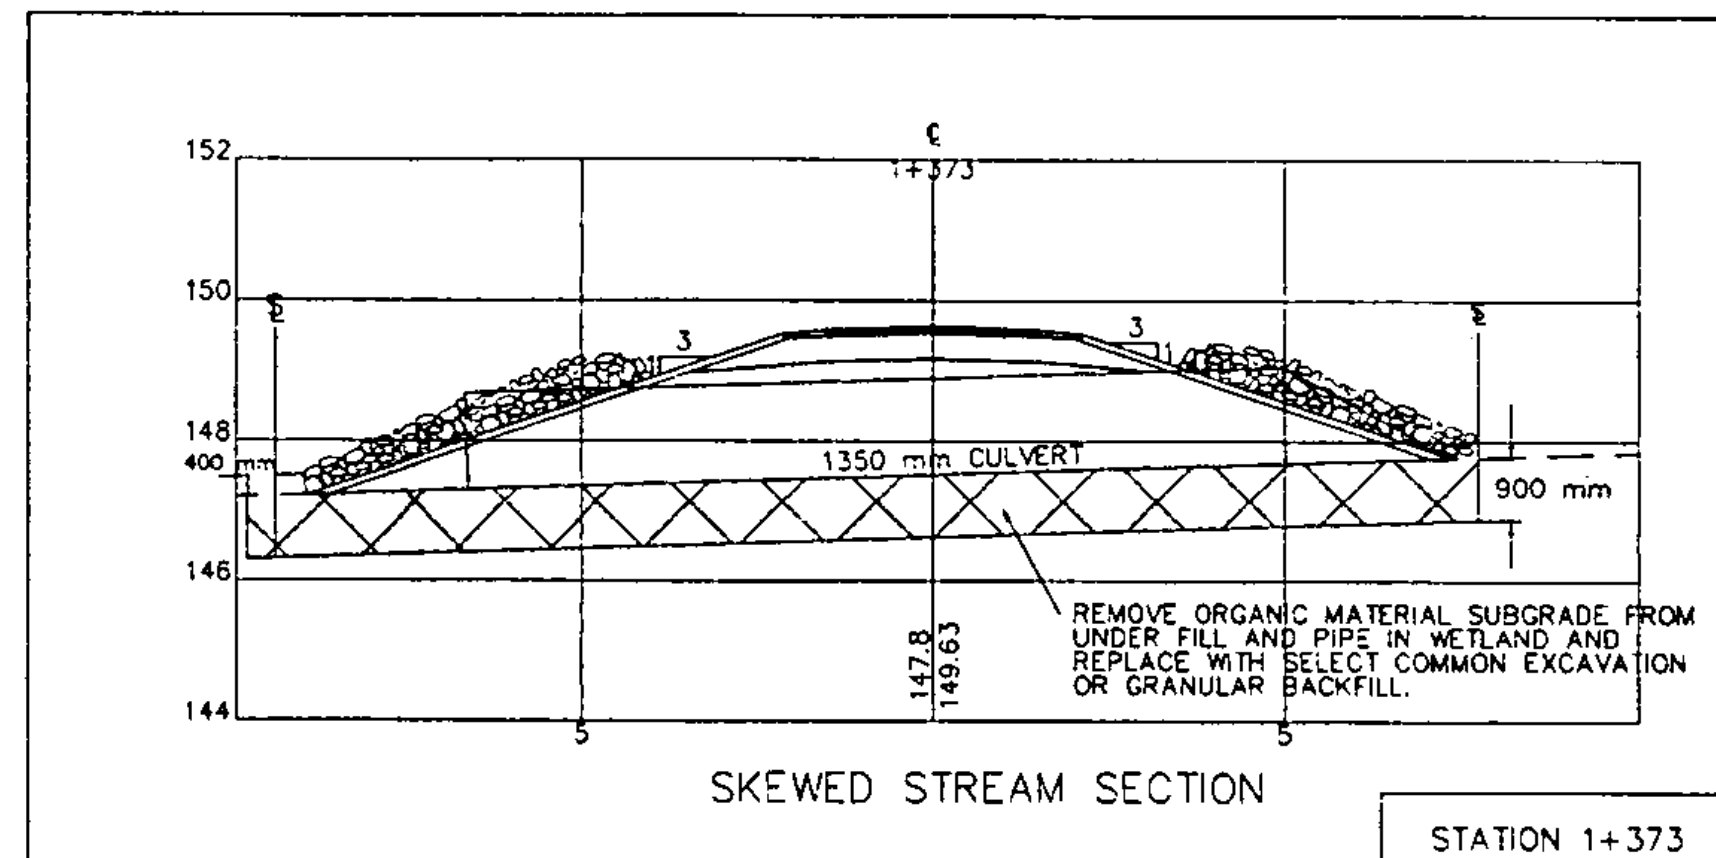 ℄
152
1+373
150
℄
℄
3
1
3
1
148
400 mm
1350 mm CULVERT
900 mm
146
REMOVE ORGANIC MATERIAL SUBGRADE FROM
UNDER FILL AND PIPE IN WETLAND AND
REPLACE WITH SELECT COMMON EXCAVATION
OR GRANULAR BACKFILL.
147.8
149.63
144
5
5
SKEWED STREAM SECTION
STATION 1+373